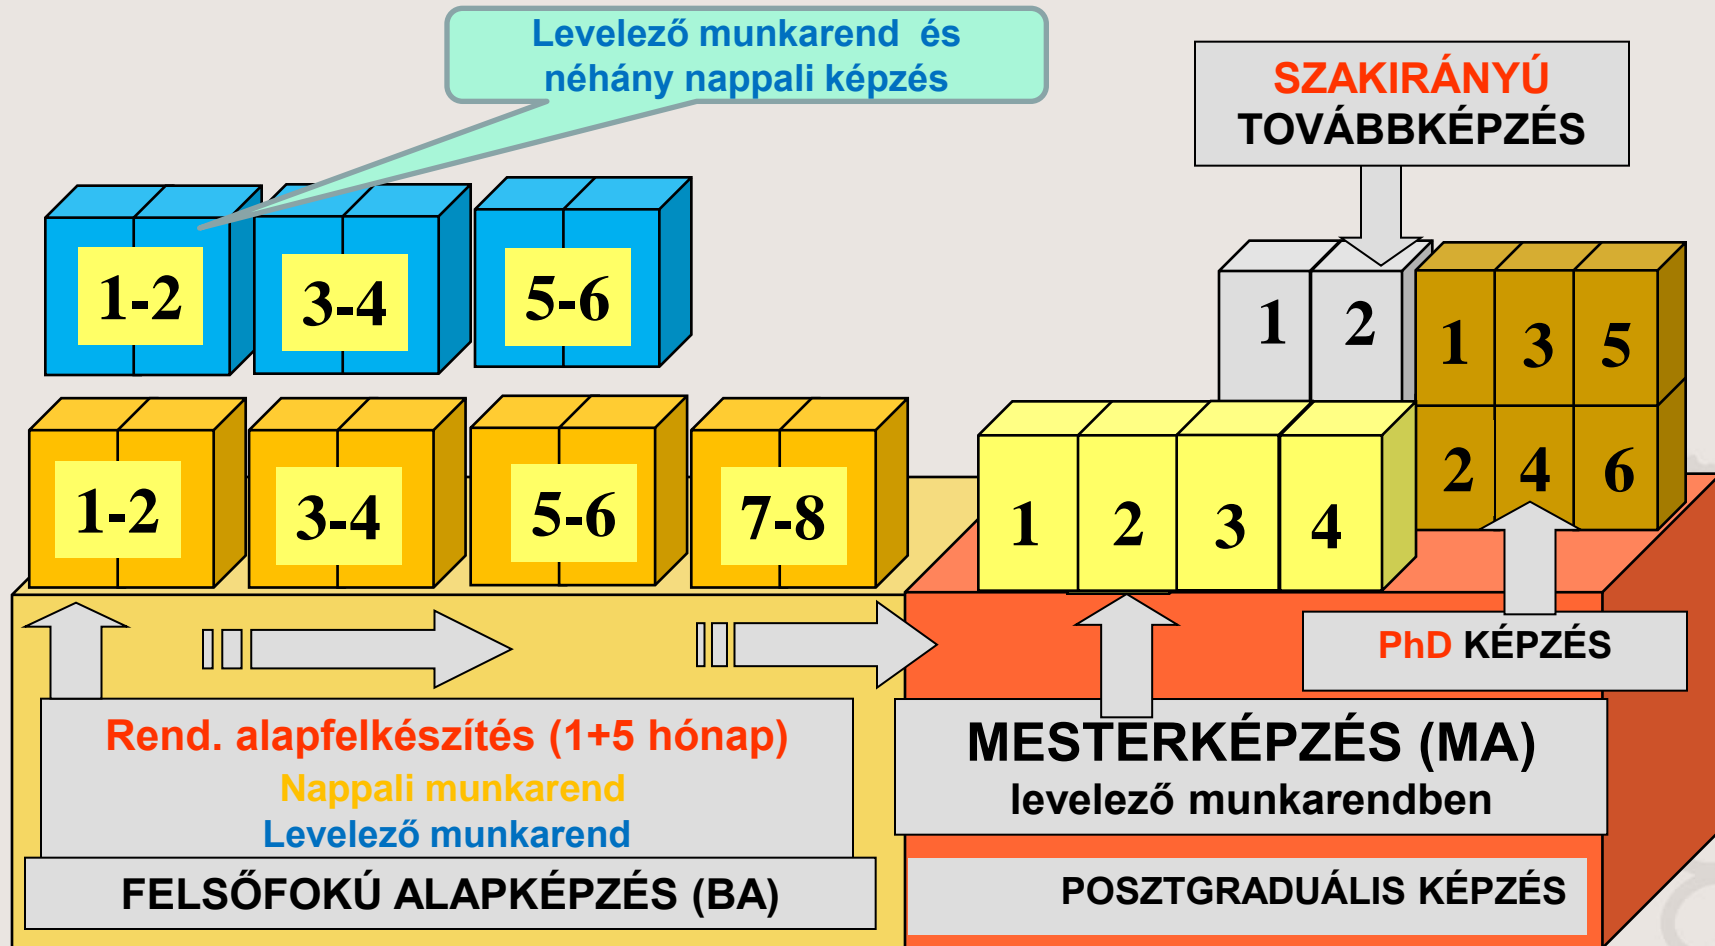 Levelező munkarend és
néhány nappali képzés
SZAKIRÁNYÚ
TOVÁBBKÉPZÉS
1-2
3-4
5-6
1
2
1
3
5
2
4
6
1-2
3-4
5-6
7-8
1
2
3
4
PhD KÉPZÉS
Rend. alapfelkészítés (1+5 hónap)
Nappali munkarend
Levelező munkarend
MESTERKÉPZÉS (MA)
levelező munkarendben
FELSŐFOKÚ ALAPKÉPZÉS (BA)
POSZTGRADUÁLIS KÉPZÉS